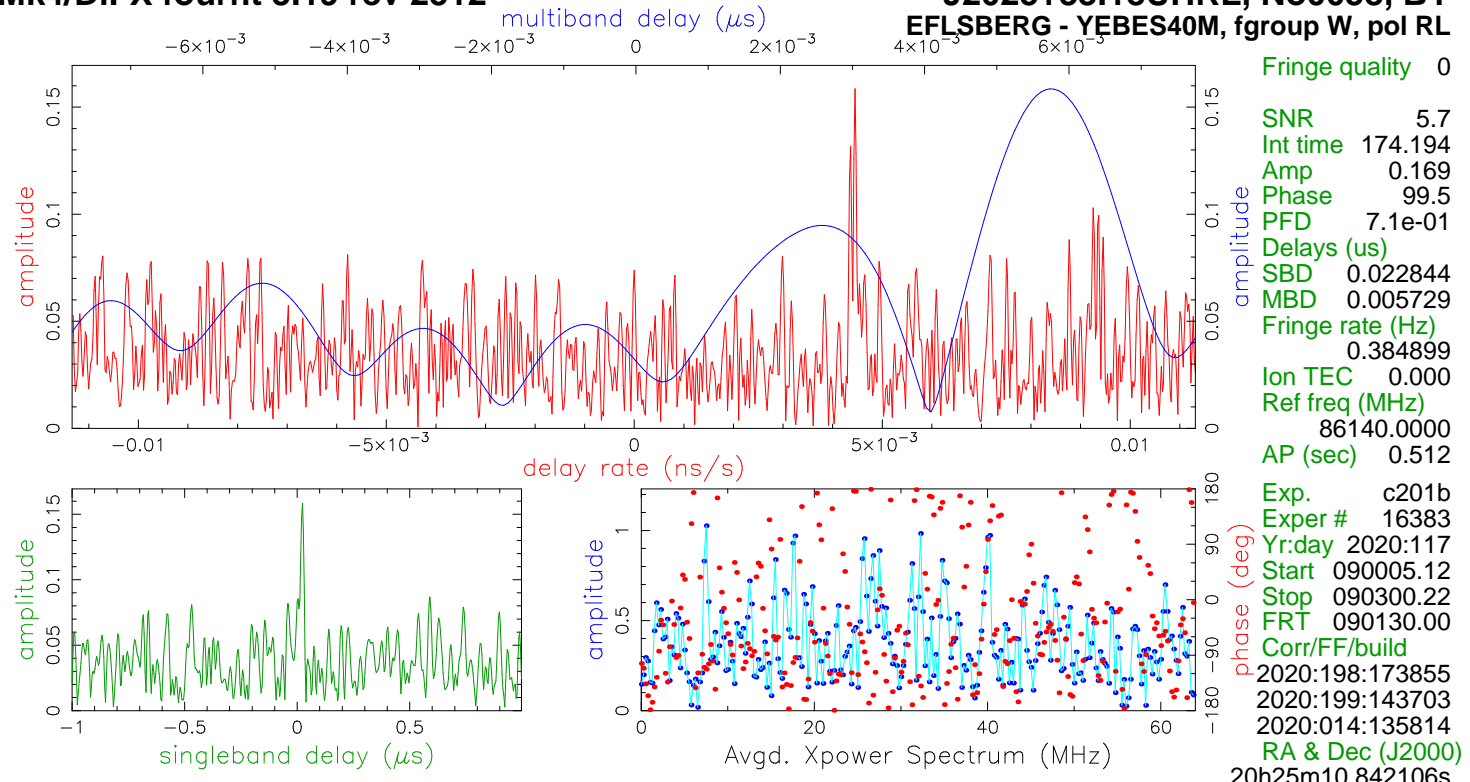 multiband delay (μs)
EFLSBERG - YEBES40M, fgroup W, pol RL
−6×10⁻³ −4×10⁻³ −2×10⁻³ 0 2×10⁻³ 4×10⁻³ 6×10⁻³
amplitude
0 0.05 0.1 0.15
amplitude
0 0.05 0.1 0.15
−0.01 −5×10⁻³ 0 5×10⁻³ 0.01
delay rate (ns/s)
Fringe quality 0
SNR 5.7
Int time 174.194
Amp 0.169
Phase 99.5
PFD 7.1e-01
Delays (us)
SBD 0.022844
MBD 0.005729
Fringe rate (Hz)
0.384899
Ion TEC 0.000
Ref freq (MHz)
86140.0000
AP (sec) 0.512
Exp. c201b
Exper # 16383
Yr:day 2020:117
Start 090005.12
Stop 090300.22
FRT 090130.00
Corr/FF/build
2020:198:173855
2020:199:143703
2020:014:135814
RA & Dec (J2000)
20h25m10.842106s
amplitude
0 0.05 0.1 0.15
−1 −0.5 0 0.5
singleband delay (μs)
amplitude
0 0.5 1
0 20 40 60
Avgd. Xpower Spectrum (MHz)
phase (deg)
−180 −90 0 90 180